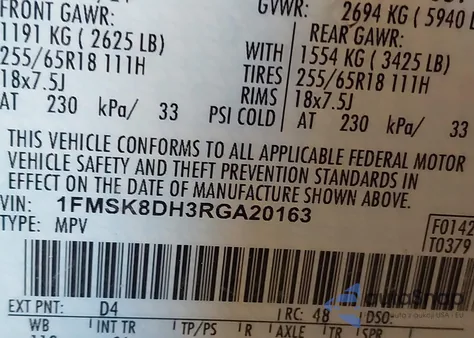 FRONT GAWR: GVWR: 2694 KG ( 5940 L
1191 KG ( 2625 LB) REAR GAWR:
255/65R18 111H WITH 1554 KG ( 3425 LB)
18x7.5J TIRES 255/65R18 111H
RIMS 18x7.5J
AT 230 kPa/ 33 PSI COLD AT 230 kPa/ 33
THIS VEHICLE CONFORMS TO ALL APPLICABLE FEDERAL MOTOR
VEHICLE SAFETY AND THEFT PREVENTION STANDARDS IN
EFFECT ON THE DATE OF MANUFACTURE SHOWN ABOVE.
VIN: 1FMSK8DH3RGA20163
TYPE: MPV F0142
T0379
EXT PNT: D4 RC: 48 DSO:
WB INT TR TP/PS R AXLE TR SPR
autoSnap